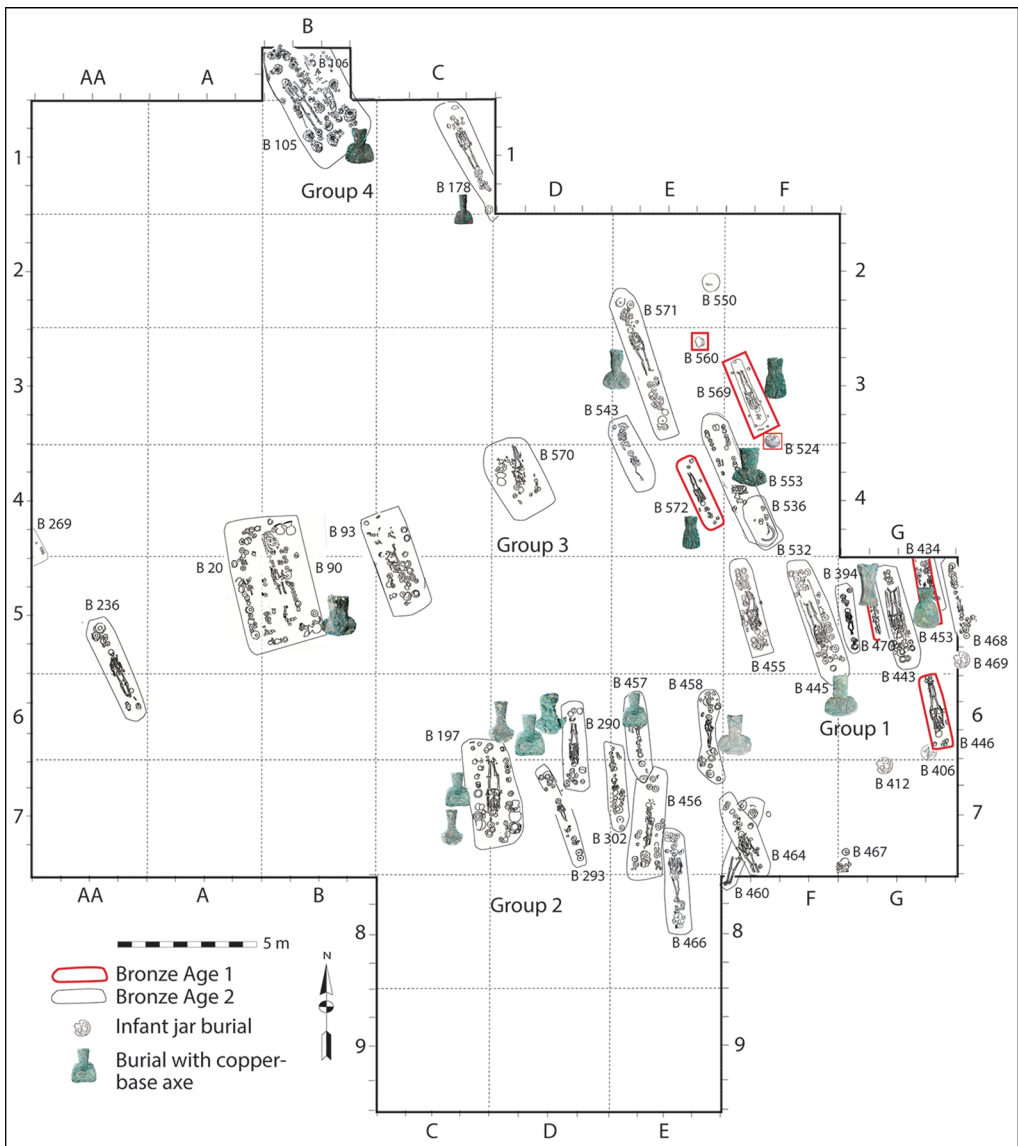 B
AA A C
B 106
B 105
1 1
B 178
Group 4
D E F
2 2
B 550
B 571
B 560
3 3
B 569
B 543
B 524
B 570
B 553
4 4
B 572 B 536
B 269 B 93 Group 3
B 532 G
B 434
B 20 B 90 B 394
5 5
B 236
B 468
B 470 B 453
B 455 B 443 B 469
B 457 B 458 B 445
6 6
B 197 B 290 Group 1
B 446
B 406
B 412
7 B 456 7
B 302
B 464 B 467
B 293
AA A B B 460 F G
Group 2
8 8
B 466
5 m
N
Bronze Age 1
Bronze Age 2
Infant jar burial
9 9
Burial with copper-
base axe
C D E